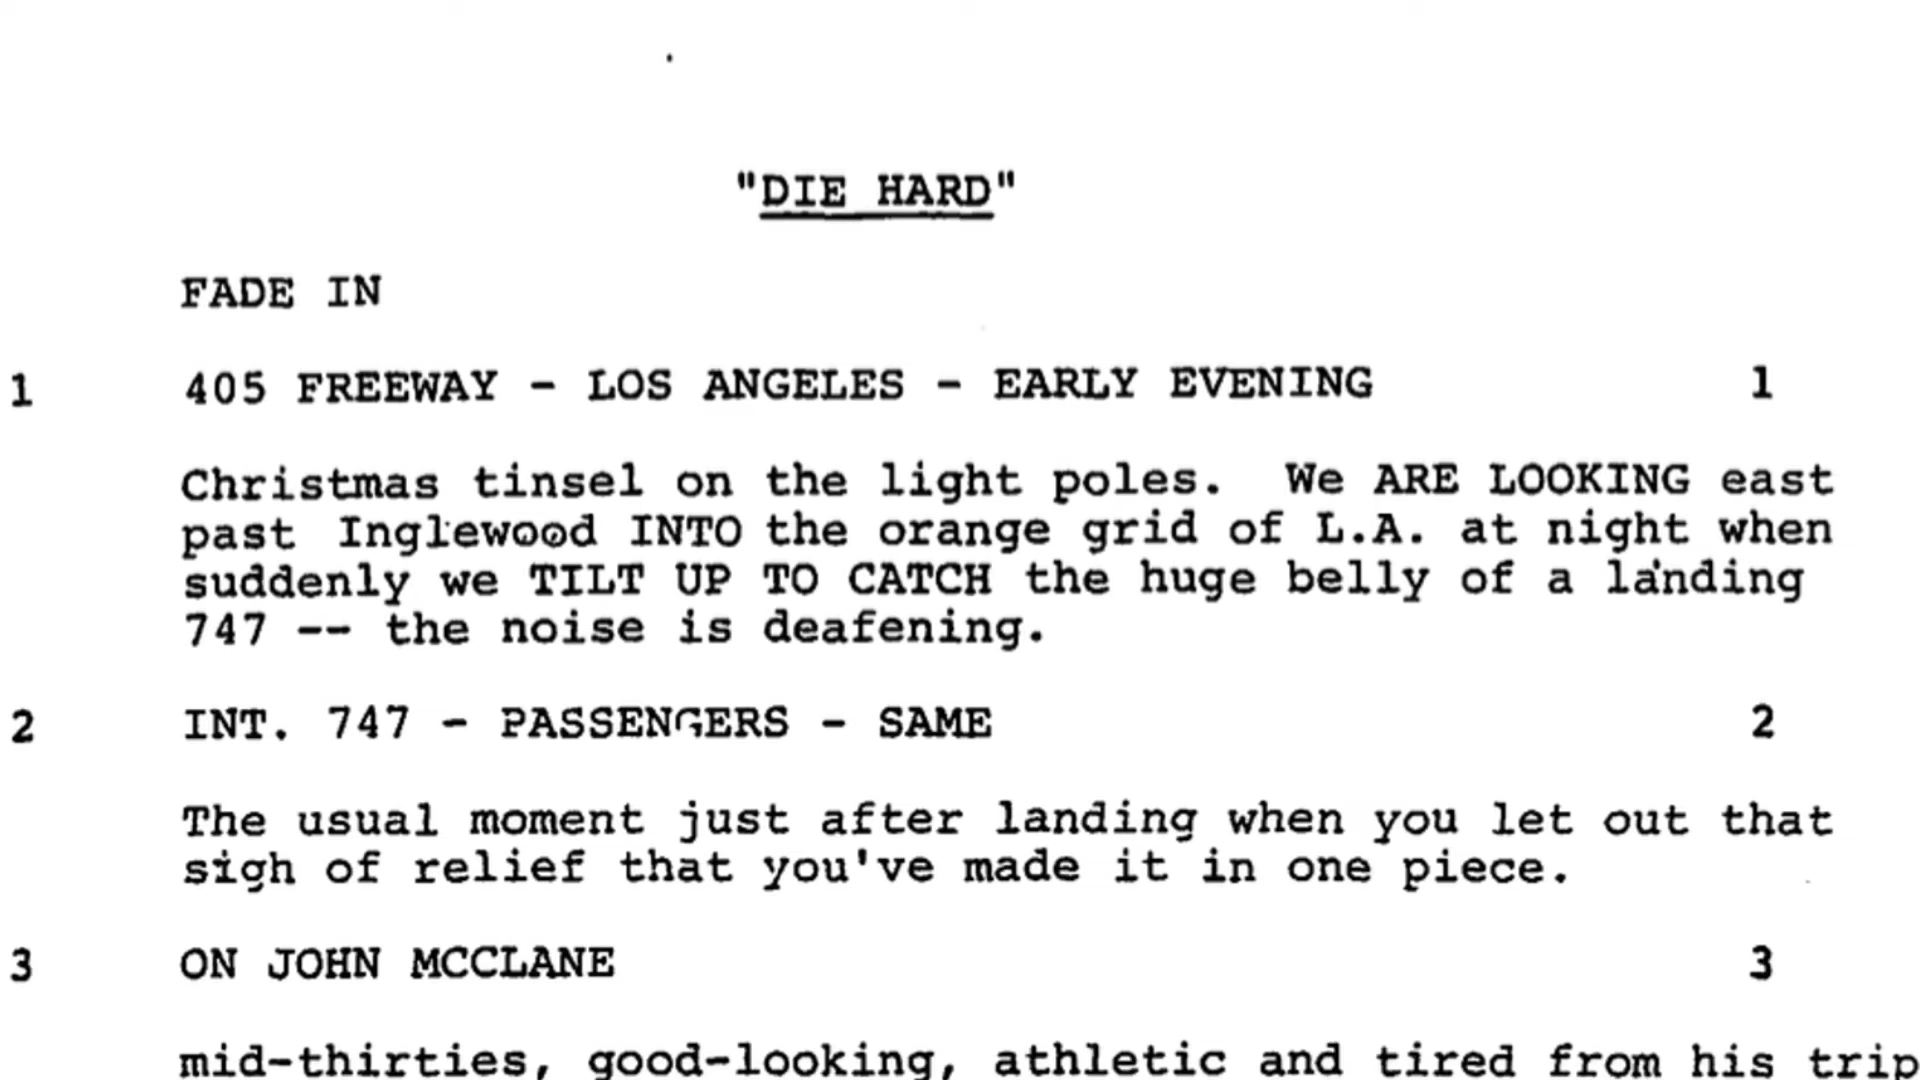 "DIE HARD"
FADE IN
1 405 FREEWAY - LOS ANGELES - EARLY EVENING 1
Christmas tinsel on the light poles. We ARE LOOKING east
past Inglewood INTO the orange grid of L.A. at night when
suddenly we TILT UP TO CATCH the huge belly of a landing
747 -- the noise is deafening.
2 INT. 747 - PASSENGERS - SAME 2
The usual moment just after landing when you let out that
sigh of relief that you've made it in one piece.
3 ON JOHN MCCLANE 3
mid-thirties, good-looking, athletic and tired from his trip